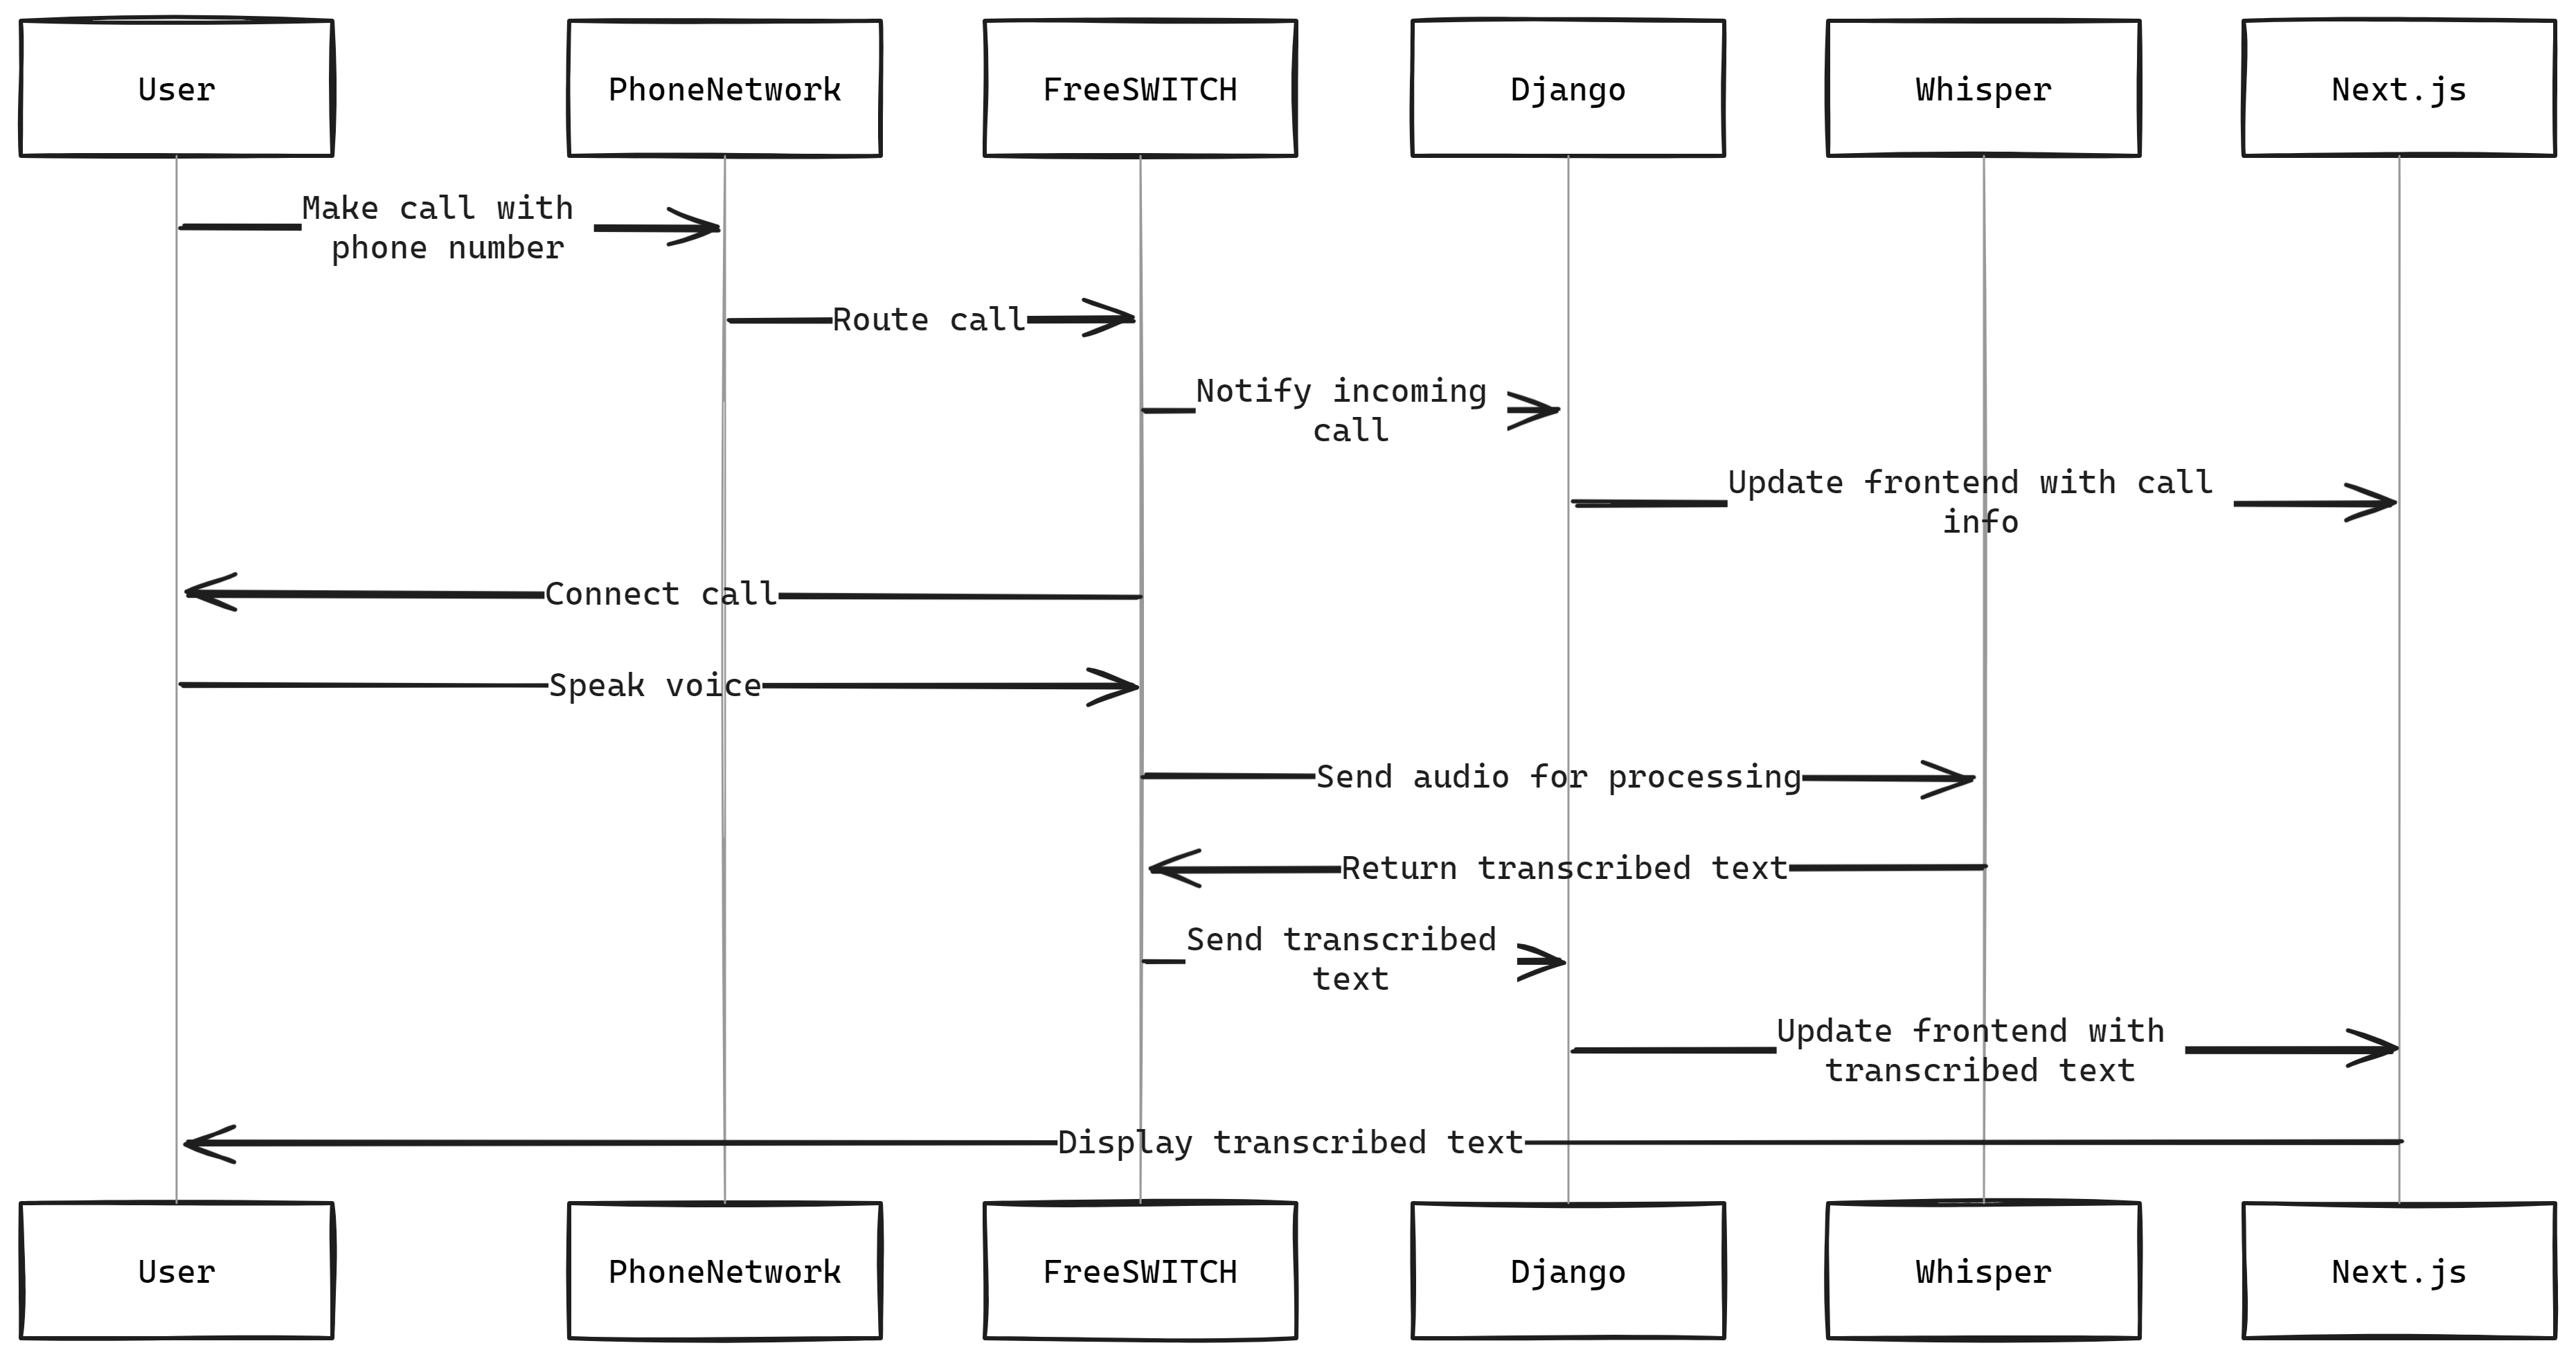 User
PhoneNetwork
FreeSWITCH
Django
Whisper
Next.js
Make call with
phone number
Route call
Notify incoming
call
Update frontend with call
info
Connect call
Speak voice
Send audio for processing
Return transcribed text
Send transcribed
text
Update frontend with
transcribed text
Display transcribed text
User
PhoneNetwork
FreeSWITCH
Django
Whisper
Next.js